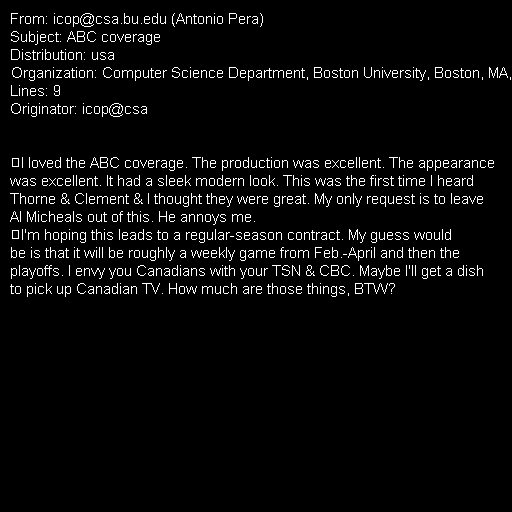 From: icop@csa.bu.edu (Antonio Pera)
Subject: ABC coverage
Distribution: usa
Organization: Computer Science Department, Boston University, Boston, MA,
Lines: 9
Originator: icop@csa

I loved the ABC coverage. The production was excellent. The appearance
was excellent. It had a sleek modern look. This was the first time I heard
Thorne & Clement & I thought they were great. My only request is to leave
Al Micheals out of this. He annoys me.
I'm hoping this leads to a regular-season contract. My guess would
be is that it will be roughly a weekly game from Feb.-April and then the
playoffs. I envy you Canadians with your TSN & CBC. Maybe I'll get a dish
to pick up Canadian TV. How much are those things, BTW?